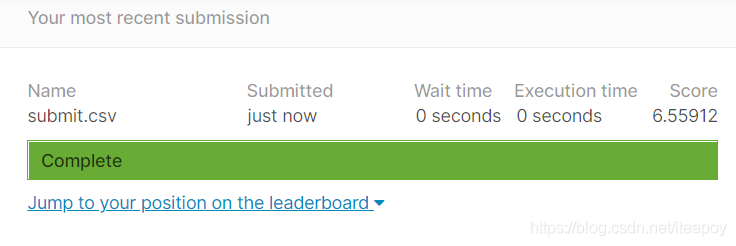 Your most recent submission
Name Submitted Wait time Execution time Score
submit.csv just now 0 seconds 0 seconds 6.55912
Complete
Jump to your position on the leaderboard
https://blog.csdn.net/iteapoy